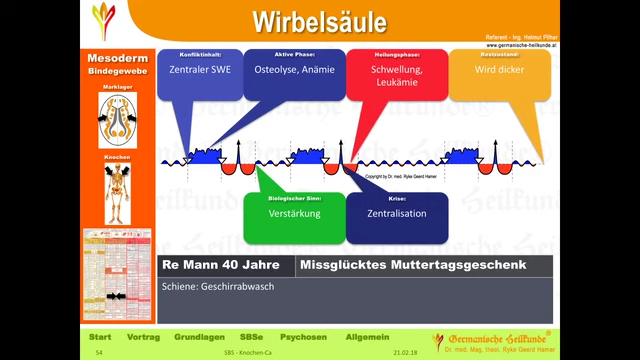 Wirbelsäule
Referent - Ing. Helmut Pilhar
www.germanische-heilkunde.at
Mesoderm
Bindegewebe
Marklager
Knochen
Konfliktinhalt:
Zentraler SWE
Aktive Phase:
Osteolyse, Anämie
Heilungsphase:
Schwellung,
Leukämie
Restzustand:
Wird dicker
Copyright by Dr. med. Ryke Geerd Hamer
Biologischer Sinn:
Verstärkung
Krise:
Zentralisation
Re Mann 40 Jahre
Missglücktes Muttertagsgeschenk
Schiene: Geschirrabwasch
Start Vortrag Grundlagen SBSe Psychosen Allgemein
54 SBS - Knochen-Ca 21.02.18
Germanische Heilkunde®
Dr. med. Mag. theol. Ryke Geerd Hamer